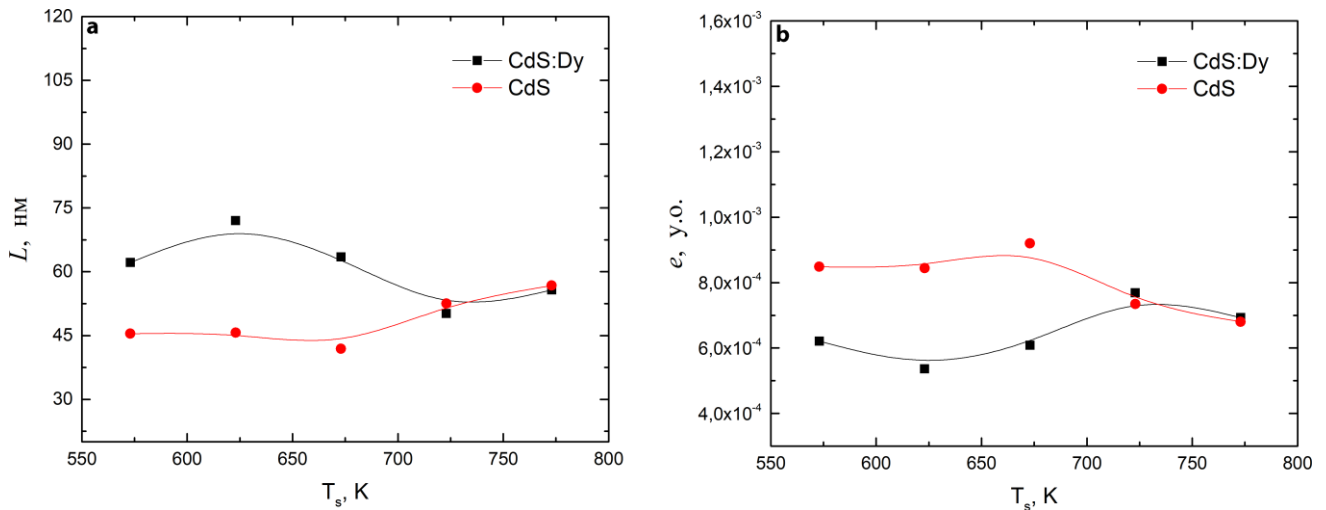 a
120
105
90
75
60
45
30
L, нм
CdS:Dy
CdS
550 600 650 700 750 800
T_s, K
b
1,6x10^-3
1,4x10^-3
1,2x10^-3
1,0x10^-3
8,0x10^-4
6,0x10^-4
4,0x10^-4
e, у.о.
CdS:Dy
CdS
550 600 650 700 750 800
T_s, K